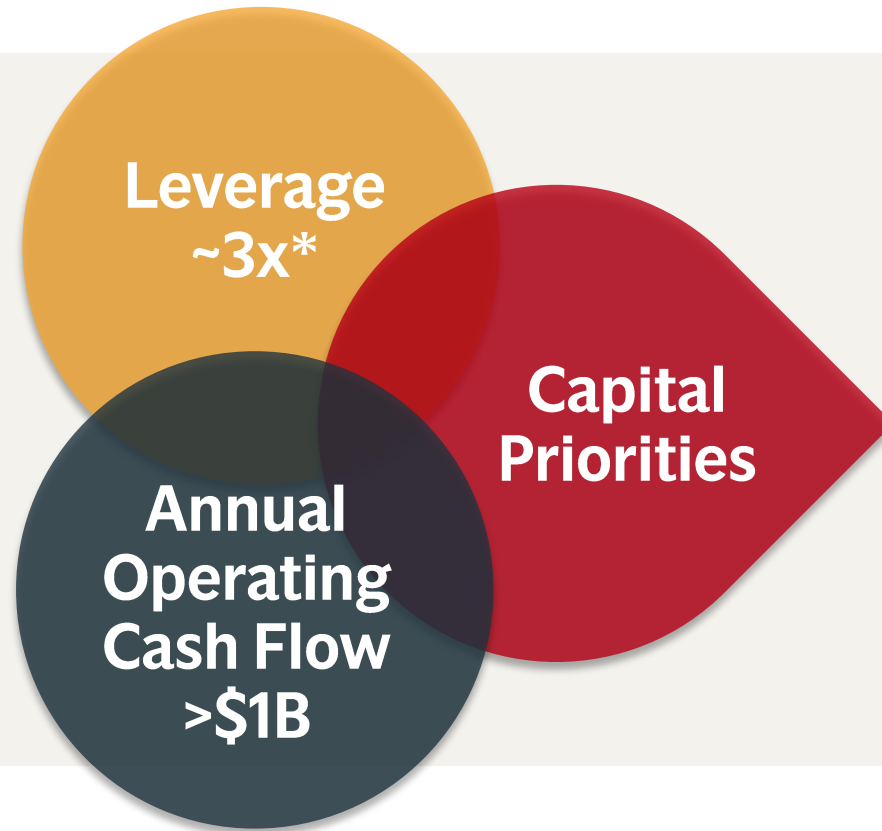 Leverage
~3x*
Capital
Priorities
Annual
Operating
Cash Flow
>$1B